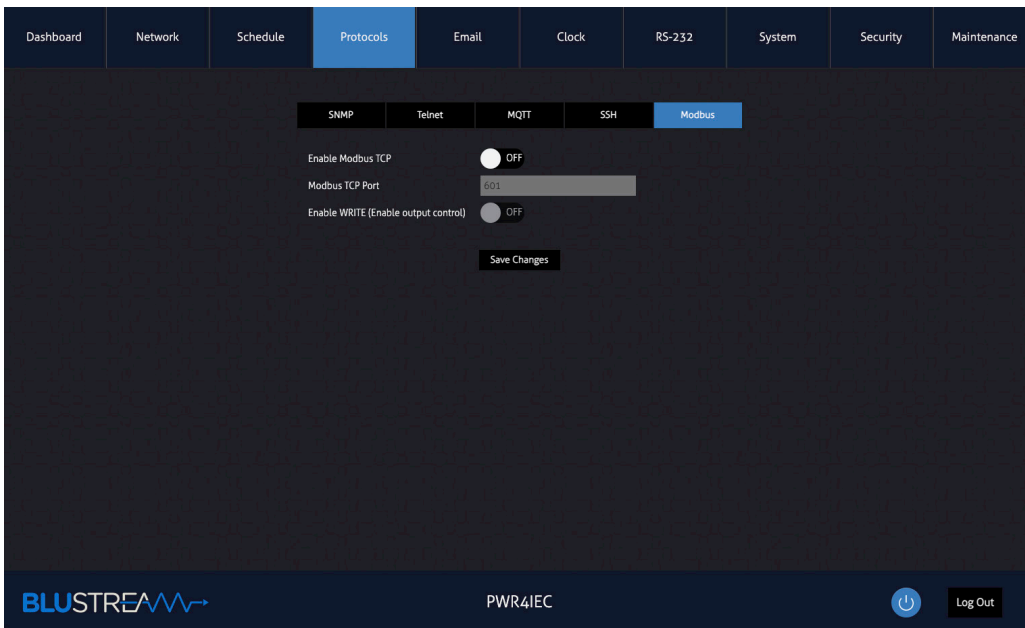 Dashboard Network Schedule Protocols Email Clock RS-232 System Security Maintenance
SNMP Telnet MQTT SSH Modbus
Enable Modbus TCP OFF
Modbus TCP Port 601
Enable WRITE (Enable output control) OFF
Save Changes
BLUSTREAM PWR4IEC Log Out